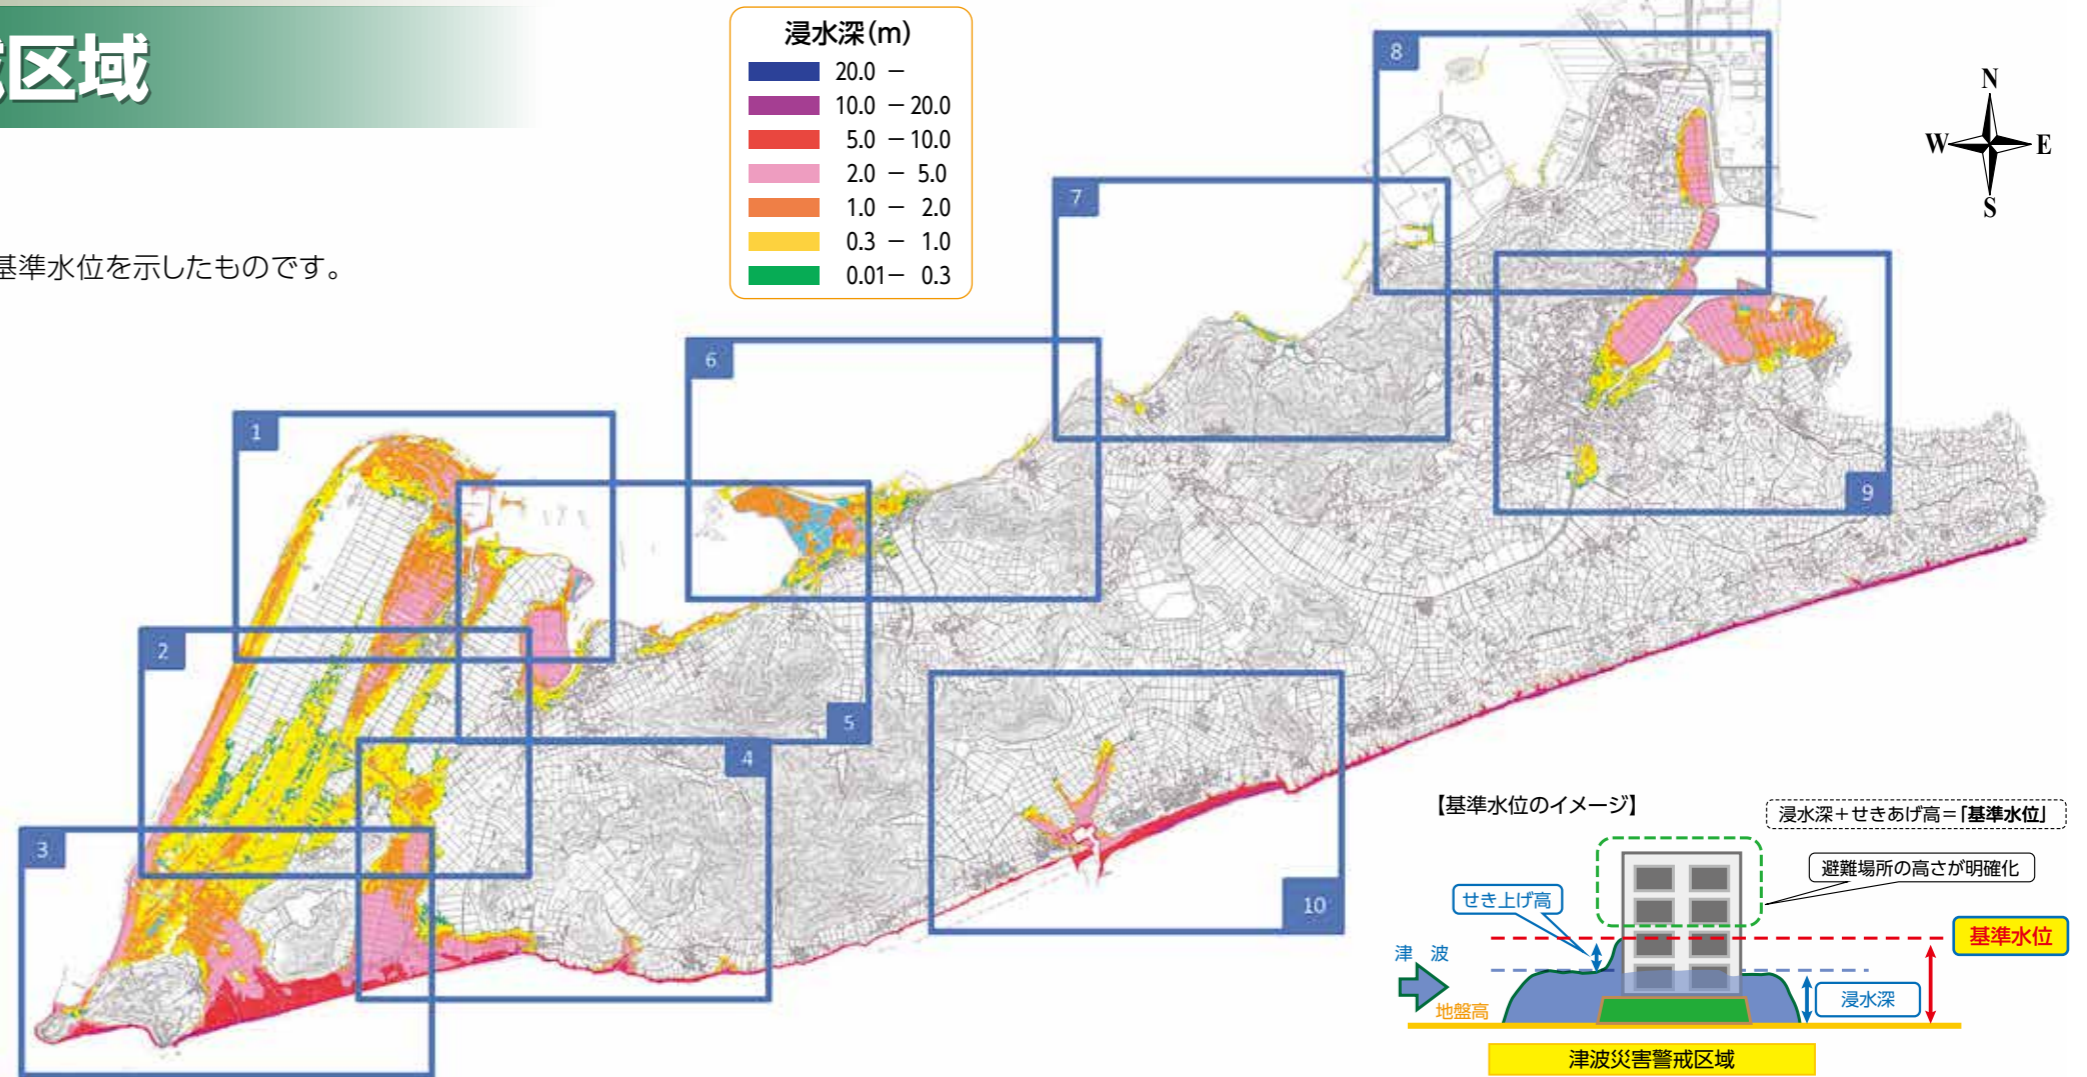 区域
浸水深(m)
20.0 −
10.0 − 20.0
5.0 − 10.0
2.0 − 5.0
1.0 − 2.0
0.3 − 1.0
0.01− 0.3
基準水位を示したものです。
N
W E
S
8
7
6
1
9
2
5
4
3
10
【基準水位のイメージ】
浸水深+せきあげ高=「基準水位」
避難場所の高さが明確化
せき上げ高
基準水位
津 波
浸水深
地盤高
津波災害警戒区域